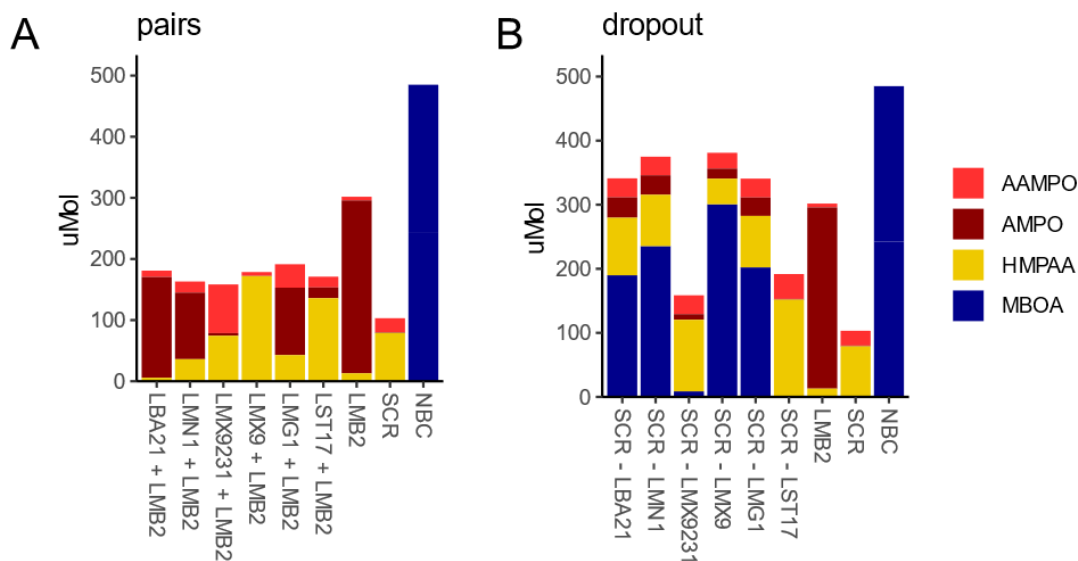 A
pairs
uMol
500
400
300
200
100
0
LBA21 + LMB2
LMN1 + LMB2
LMX9231 + LMB2
LMX9 + LMB2
LMG1 + LMB2
LST17 + LMB2
LMB2
SCR
NBC
B
dropout
uMol
500
400
300
200
100
0
SCR - LBA21
SCR - LMN1
SCR - LMX9231
SCR - LMX9
SCR - LMG1
SCR - LST17
LMB2
SCR
NBC
AAMPO
AMPO
HMPAA
MBOA